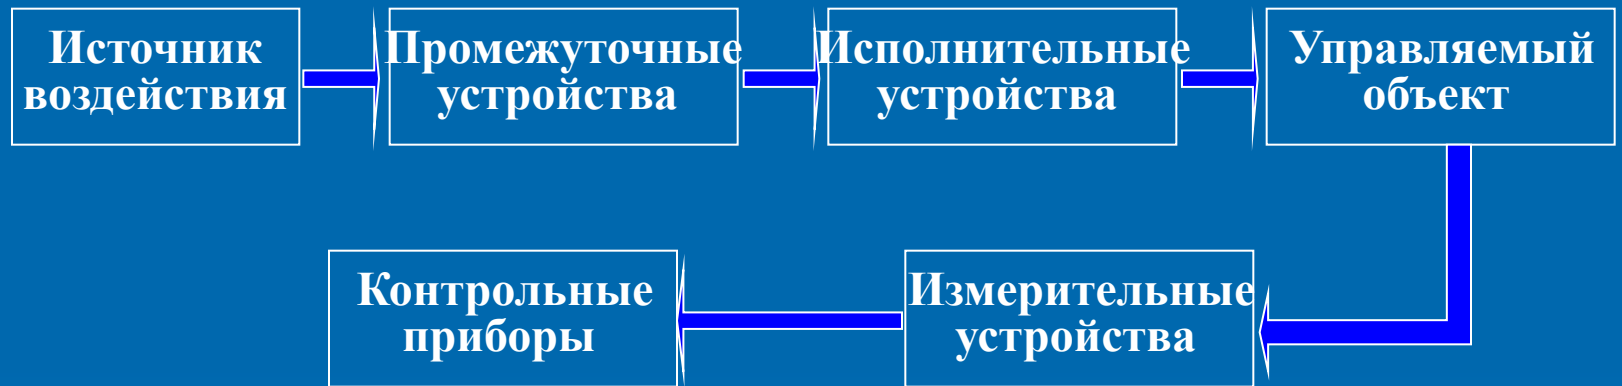 Источник
воздействия
Промежуточные
устройства
Исполнительные
устройства
Управляемый
объект
Контрольные
приборы
Измерительные
устройства